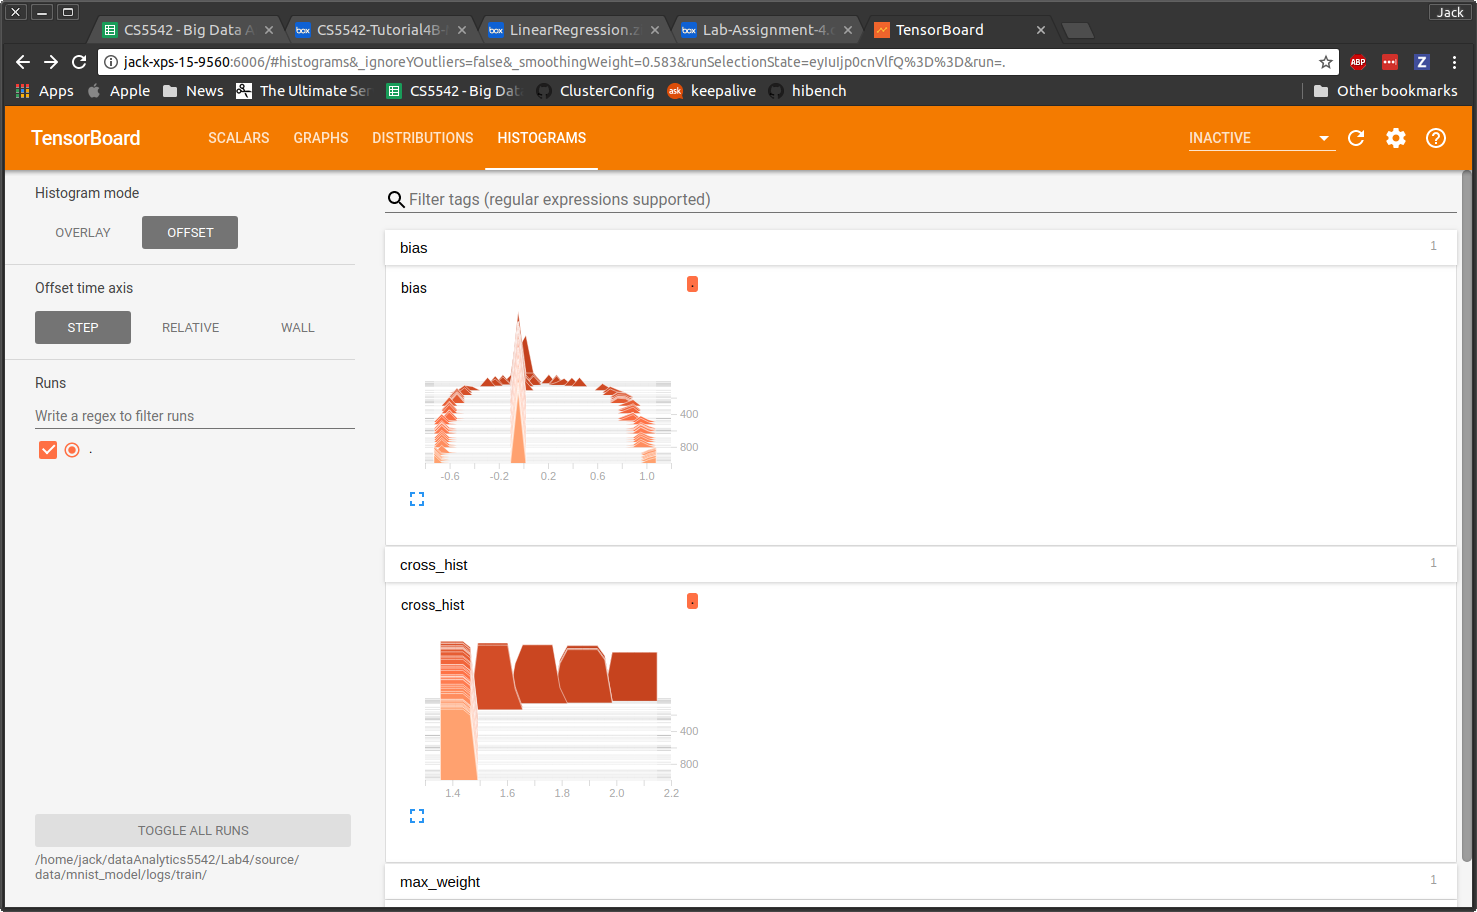 Jack
CS5542 - Big Data A
CS5542-Tutorial4B-
LinearRegression.z
Lab-Assignment-4.c
TensorBoard
jack-xps-15-9560:6006/#histograms&_ignoreYOutliers=false&_smoothingWeight=0.583&runSelectionState=eyIuIjp0cnVlfQ%3D%3D&run=.
ABP
Z
Apps
Apple
News
The Ultimate Ser
CS5542 - Big Data
ClusterConfig
ask
keepalive
hibench
Other bookmarks
TensorBoard
SCALARS
GRAPHS
DISTRIBUTIONS
HISTOGRAMS
INACTIVE
Histogram mode
OVERLAY
OFFSET
Offset time axis
STEP
RELATIVE
WALL
Runs
Write a regex to filter runs
.
TOGGLE ALL RUNS
/home/jack/dataAnalytics5542/Lab4/source/
data/mnist_model/logs/train/
Filter tags (regular expressions supported)
bias
1
bias
.
400
800
-0.6 -0.2 0.2 0.6 1.0
cross_hist
1
cross_hist
.
400
800
1.4 1.6 1.8 2.0 2.2
max_weight
1